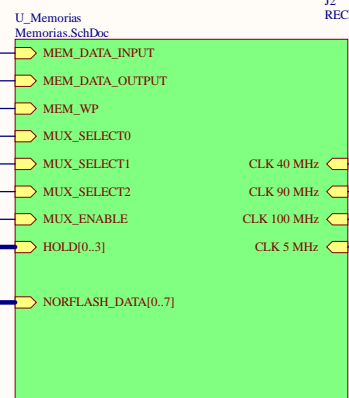 J2
REC
U_Memorias
Memorias.SchDoc
MEM_DATA_INPUT
MEM_DATA_OUTPUT
MEM_WP
MUX_SELECT0
MUX_SELECT1
CLK 40 MHz
MUX_SELECT2
CLK 90 MHz
MUX_ENABLE
CLK 100 MHz
HOLD[0..3]
CLK 5 MHz
NORFLASH_DATA[0..7]